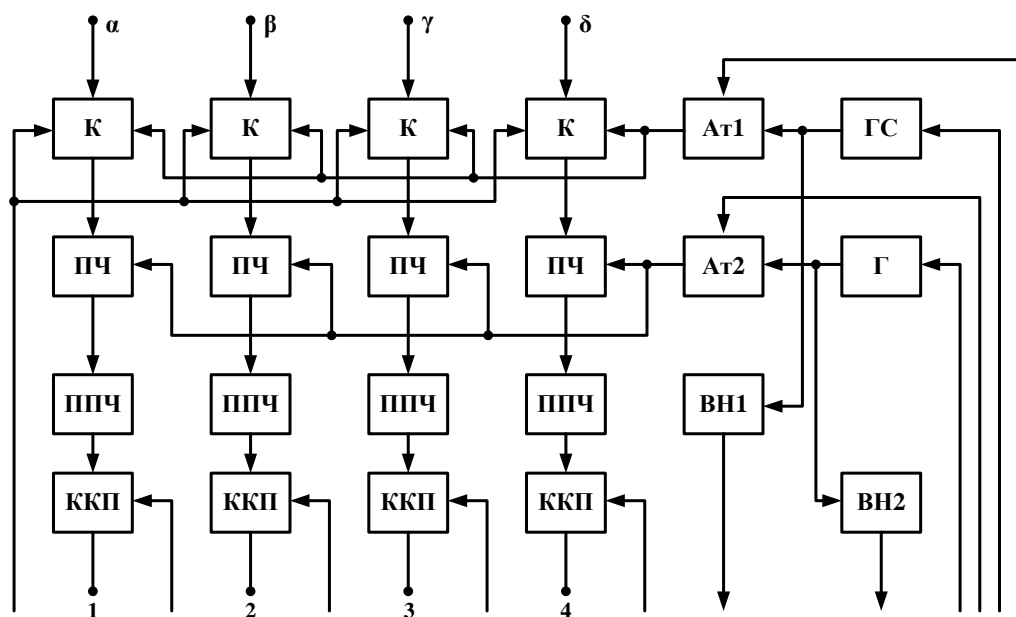 α β γ δ
К К К К Ат1 ГС
ПЧ ПЧ ПЧ ПЧ Ат2 Г
ППЧ ППЧ ППЧ ППЧ ВН1
ККП ККП ККП ККП ВН2
1 2 3 4